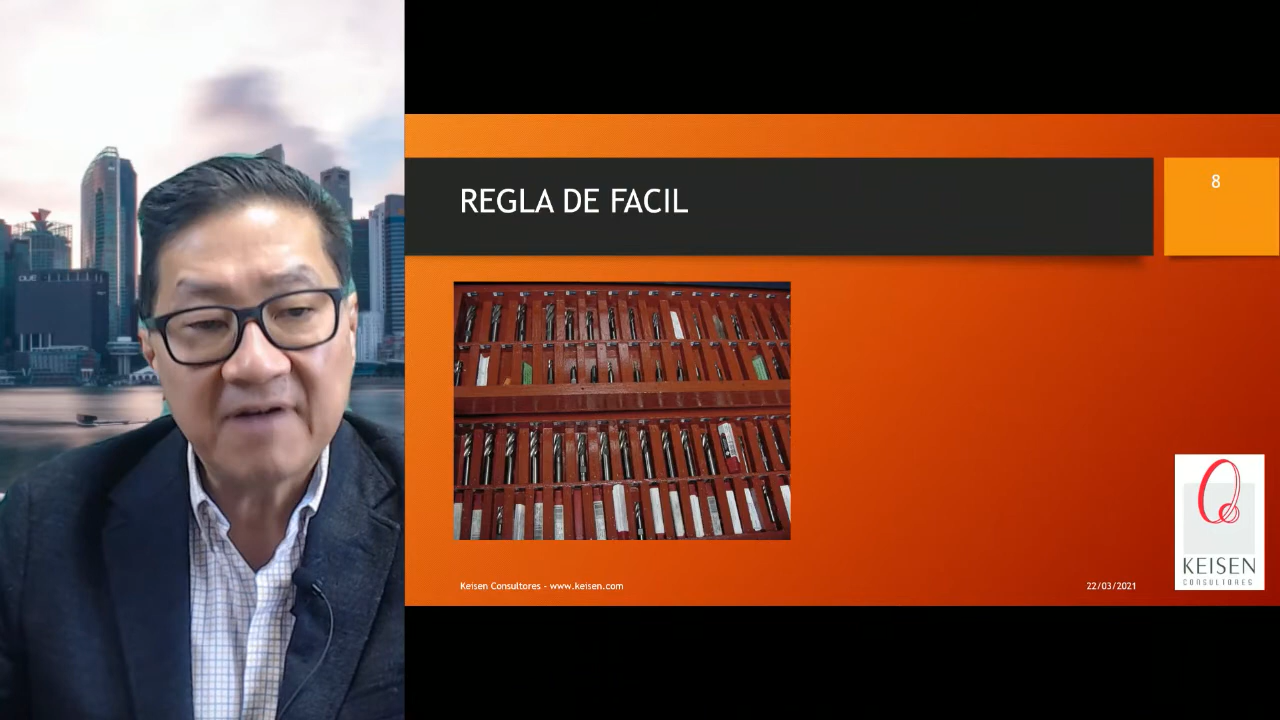 REGLA DE FACIL
8
Keisen Consultores - www.keisen.com
22/03/2021
KEISEN
CONSULTORES